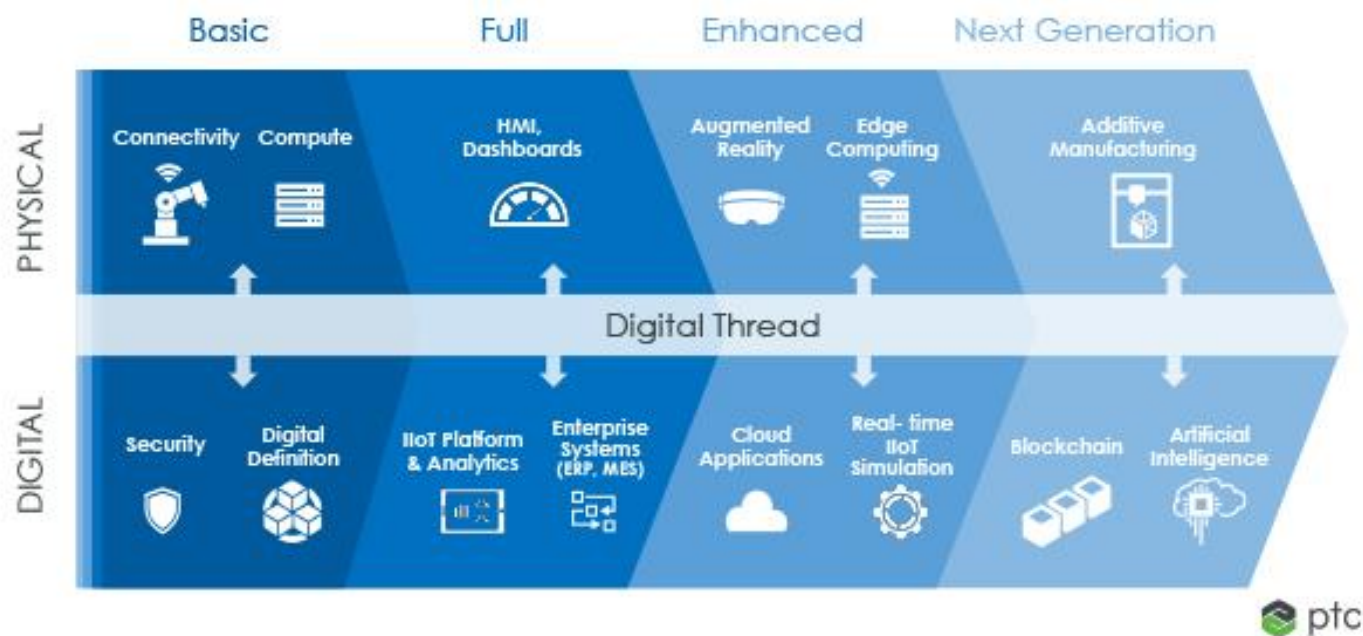 Basic
Full
Enhanced
Next Generation
PHYSICAL
Connectivity
Compute
HMI,
Dashboards
Augmented
Reality
Edge
Computing
Additive
Manufacturing
Digital Thread
DIGITAL
Security
Digital
Definition
IIoT Platform
& Analytics
Enterprise
Systems
(ERP, MES)
Cloud
Applications
Real- time
IIoT
Simulation
Blockchain
Artificial
Intelligence
ptc